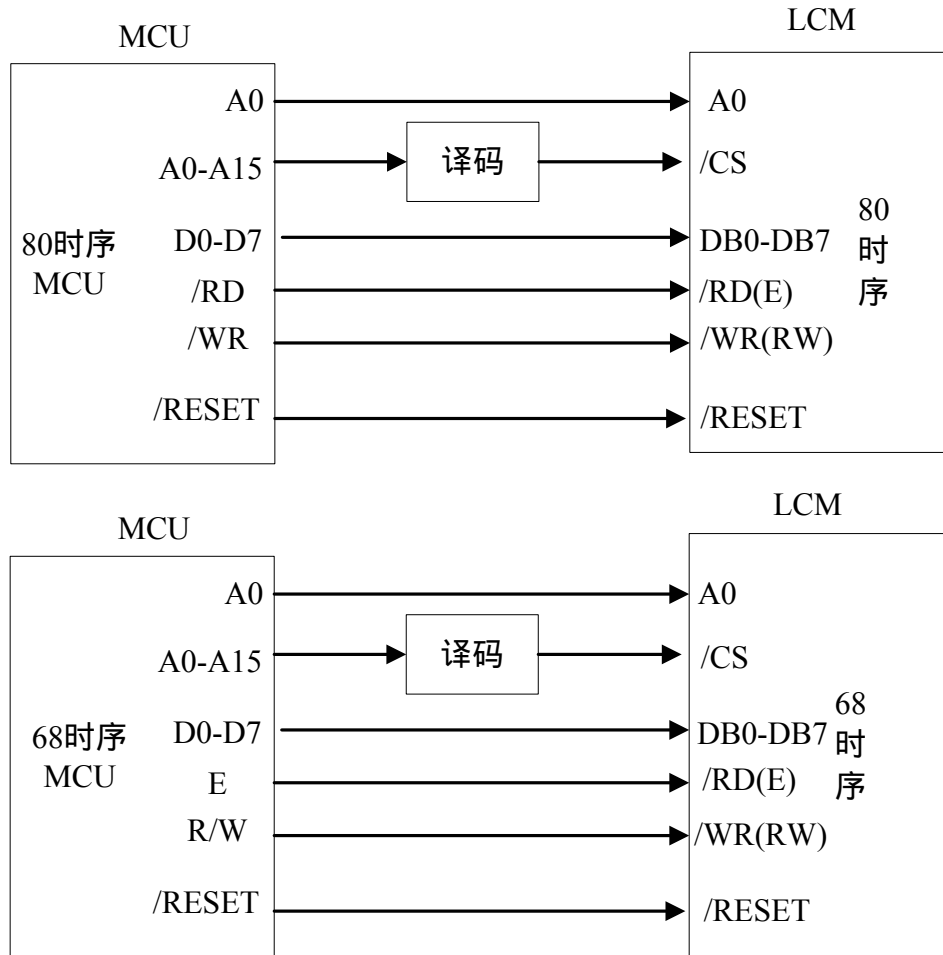 MCU
LCM
A0
A0
A0-A15
译码
/CS
80时序
MCU
D0-D7
DB0-DB7
80
时
序
/RD
/RD(E)
/WR
/WR(RW)
/RESET
/RESET
MCU
LCM
A0
A0
A0-A15
译码
/CS
68时序
MCU
D0-D7
DB0-DB7
68
时
序
E
/RD(E)
R/W
/WR(RW)
/RESET
/RESET